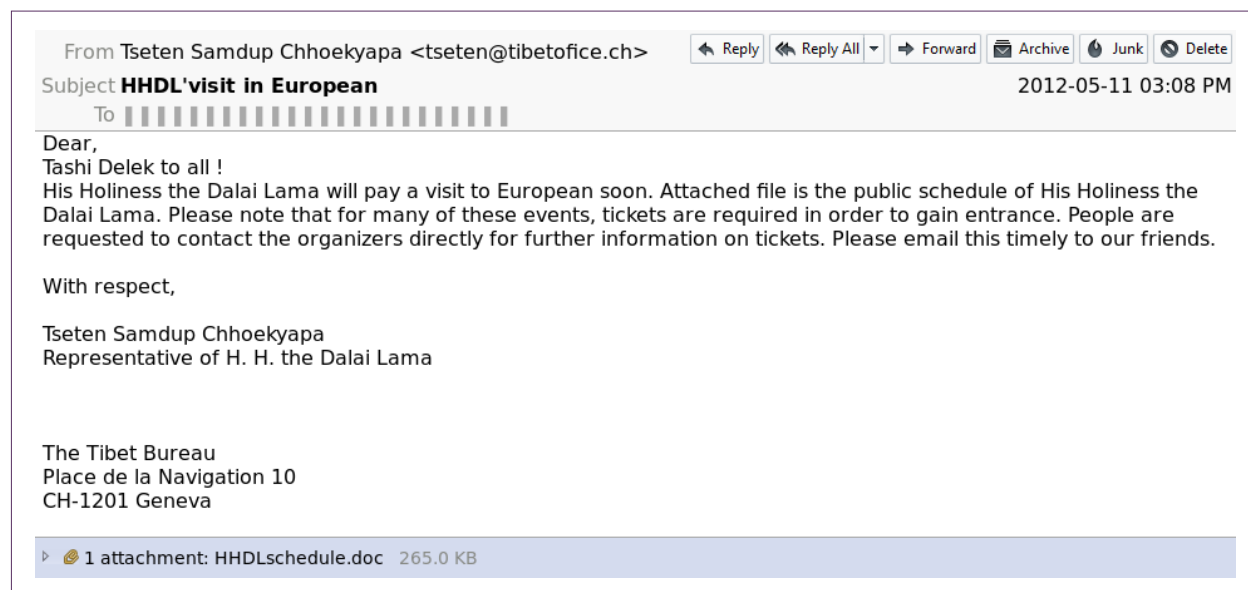 From Tseten Samdup Chhoekyapa <tseten@tibetofice.ch> Reply Reply All Forward Archive Junk Delete
Subject HHDL'visit in European 2012-05-11 03:08 PM
To
Dear,
Tashi Delek to all !
His Holiness the Dalai Lama will pay a visit to European soon. Attached file is the public schedule of His Holiness the
Dalai Lama. Please note that for many of these events, tickets are required in order to gain entrance. People are
requested to contact the organizers directly for further information on tickets. Please email this timely to our friends.
With respect,
Tseten Samdup Chhoekyapa
Representative of H. H. the Dalai Lama
The Tibet Bureau
Place de la Navigation 10
CH-1201 Geneva
1 attachment: HHDLschedule.doc 265.0 KB